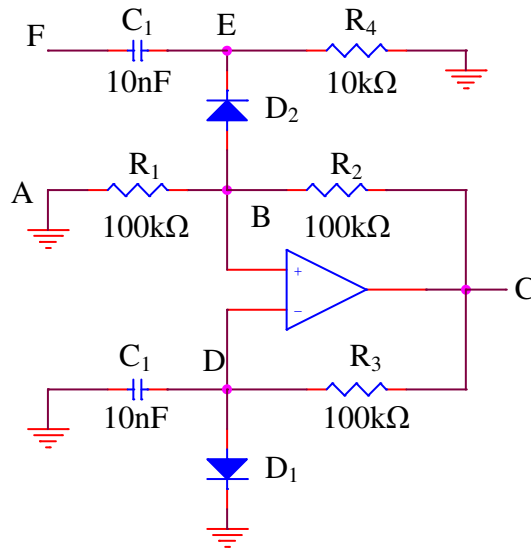 F C1 E R4
10nF 10kΩ
D2
A R1 R2
100kΩ B 100kΩ
+
−
C
D
C1 R3
10nF 100kΩ
D1